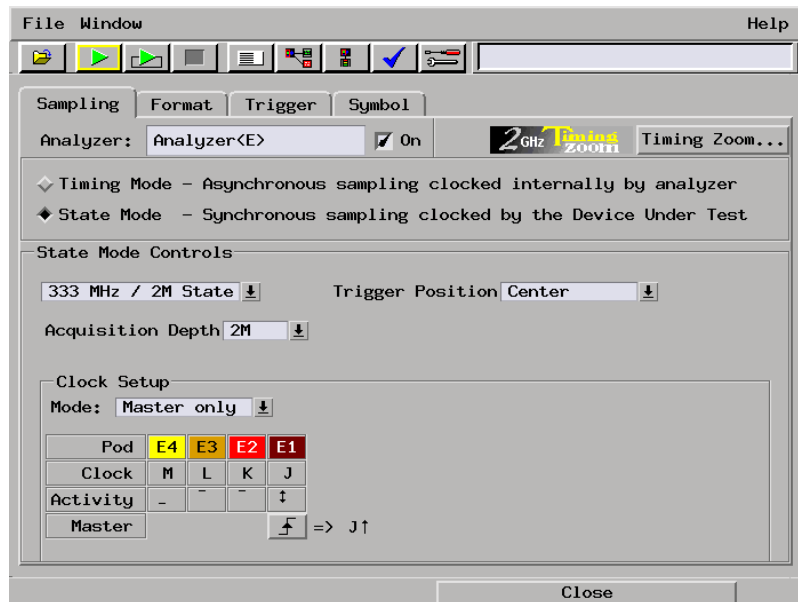 File Window Help
Sampling Format Trigger Symbol
Analyzer: Analyzer<E> On 2GHz Timing zoom Timing Zoom...
Timing Mode - Asynchronous sampling clocked internally by analyzer
State Mode - Synchronous sampling clocked by the Device Under Test
State Mode Controls
333 MHz / 2M State Trigger Position Center
Acquisition Depth 2M
Clock Setup
Mode: Master only
Pod E4 E3 E2 E1
Clock M L K J
Activity
Master => J↑
Close